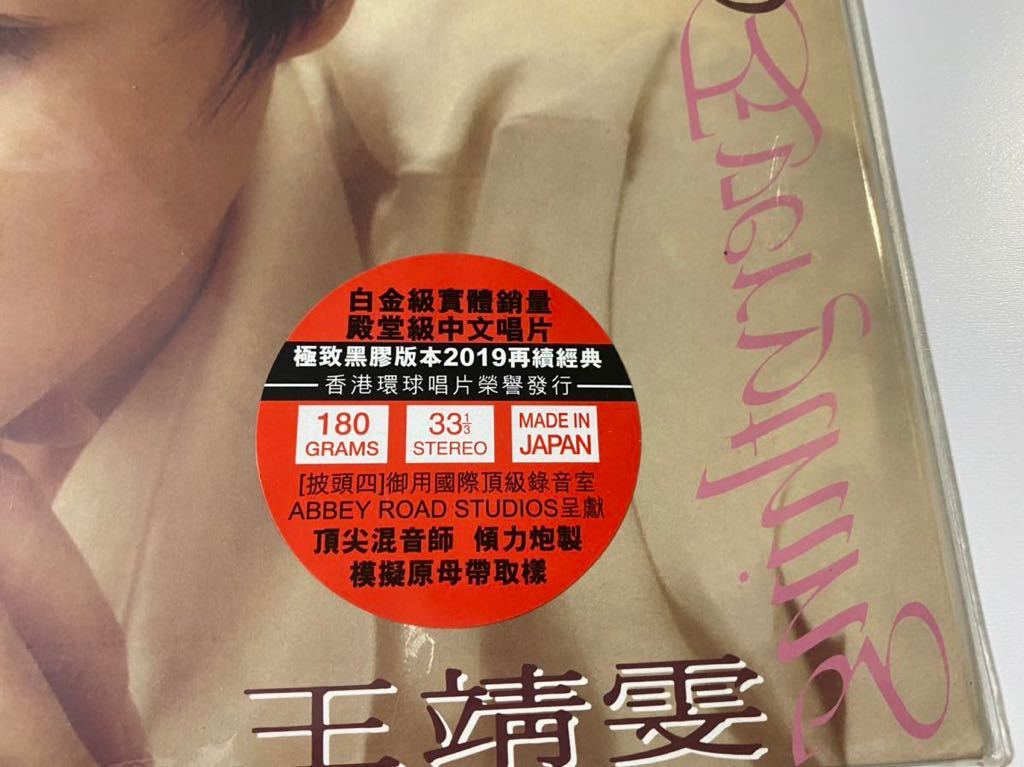 Everything
白金級實體銷量
殿堂級中文唱片
極致黑膠版本2019再續經典
香港環球唱片榮譽發行
180 GRAMS
33⅓ STEREO
MADE IN JAPAN
[披頭四]御用國際頂級錄音室
ABBEY ROAD STUDIOS呈獻
頂尖混音師 傾力炮製
模擬原母帶取樣
王靖雯